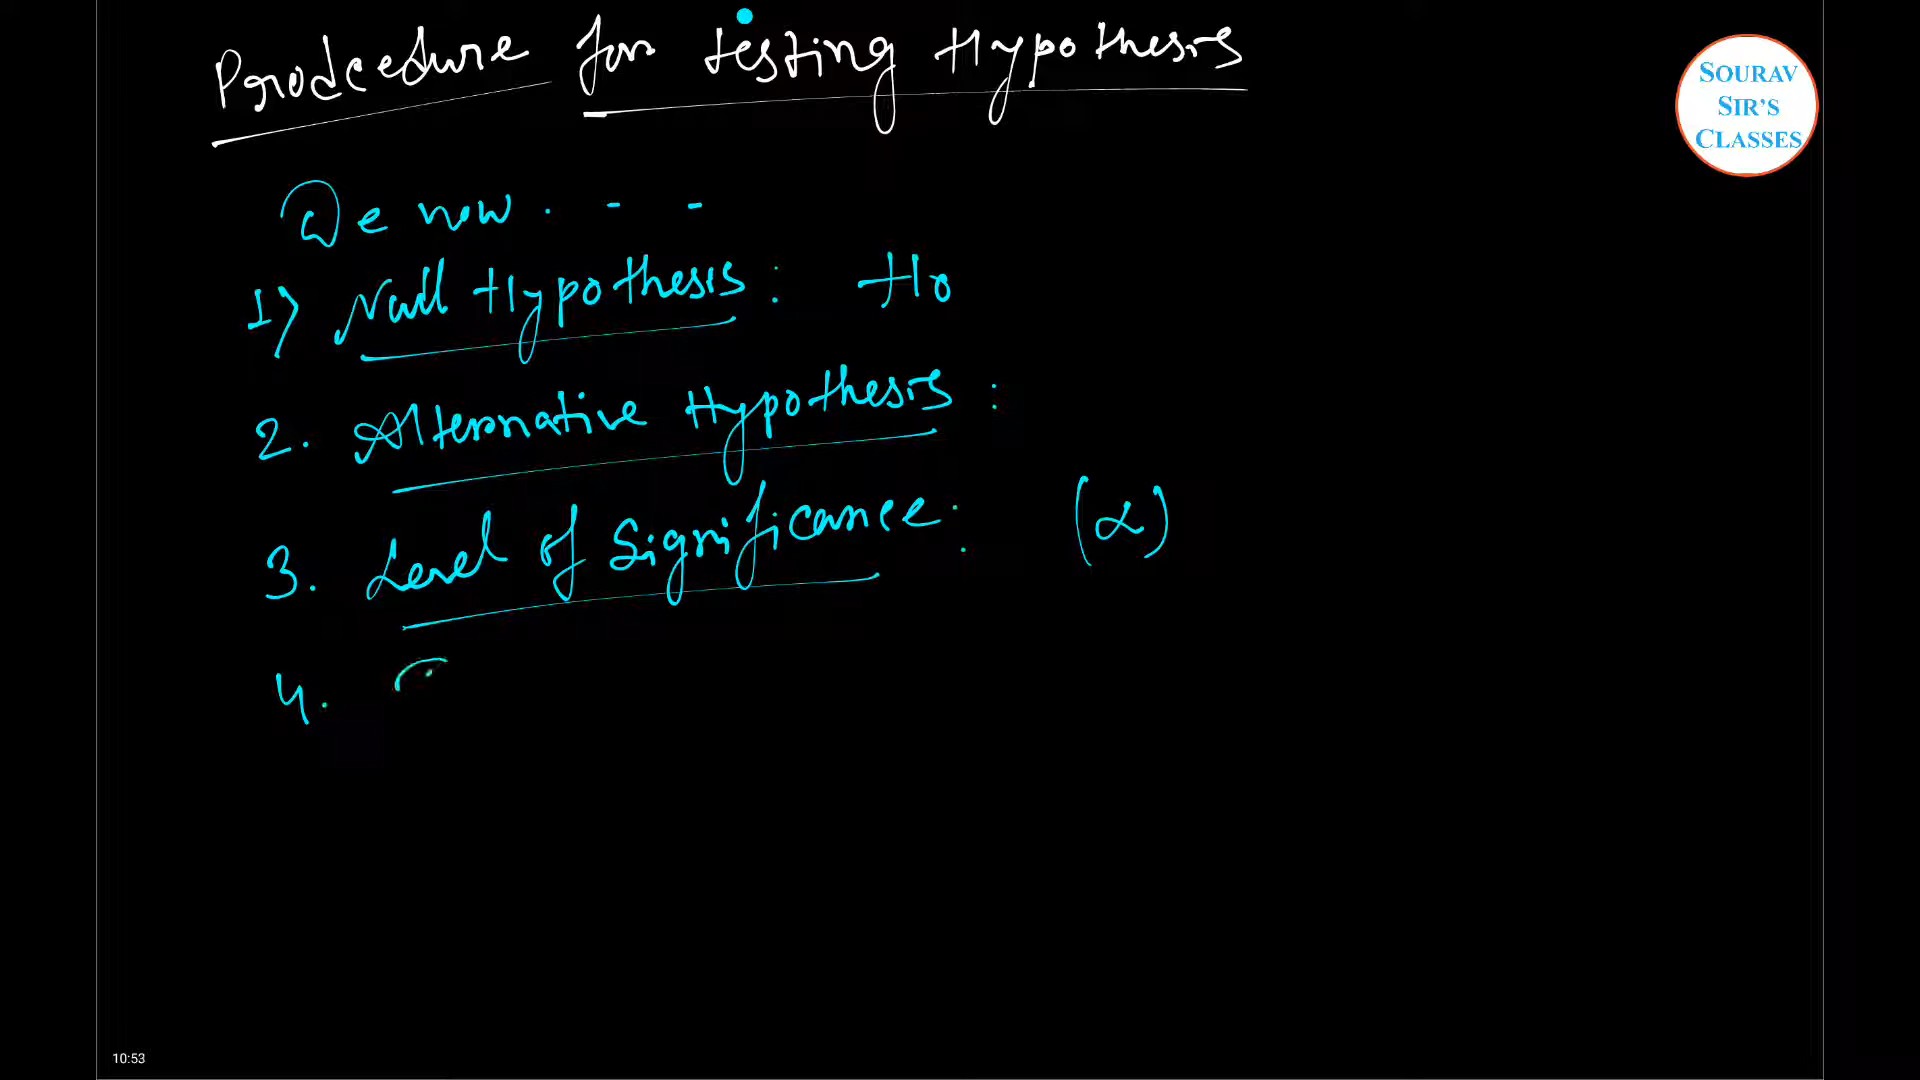 Prodcedure for testing Hypothesis
SOURAV
SIR'S
CLASSES
We now . - -
1) Null Hypothesis : Ho
2. Alternative Hypothesis :
3. Level of Significance : (α)
4.
10:53